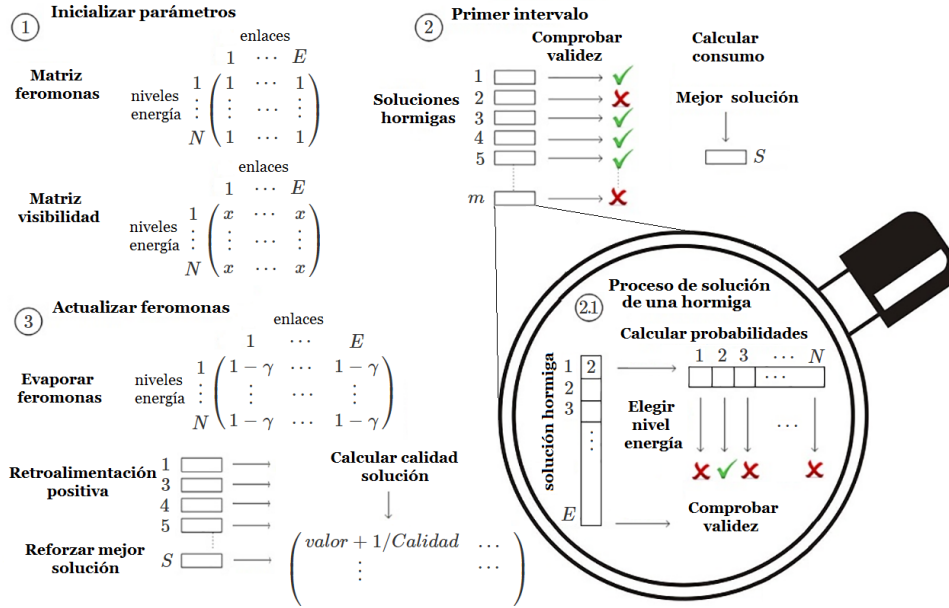 1 Inicializar parámetros
enlaces
1 ⋯ E
Matriz
feromonas
niveles
energía
1 ( 1 ⋯ 1 )
⋮ ( ⋮ ⋮ )
N ( 1 ⋯ 1 )
enlaces
1 ⋯ E
Matriz
visibilidad
niveles
energía
1 ( x ⋯ x )
⋮ ( ⋮ ⋯ ⋮ )
N ( x ⋯ x )
2 Primer intervalo
Comprobar
validez
Calcular
consumo
Soluciones
hormigas
1
2
3
4
5
m
Mejor solución
S
2.1 Proceso de solución
de una hormiga
Calcular probabilidades
solución hormiga
1 2
2
3
⋮
E
1 2 3 ⋯ N
⋯
Elegir
nivel
energía
⋯
Comprobar
validez
3 Actualizar feromonas
enlaces
1 ⋯ E
Evaporar
feromonas
niveles
energía
1 ( 1 − γ ⋯ 1 − γ )
⋮ ( ⋮ ⋯ ⋮ )
N ( 1 − γ ⋯ 1 − γ )
Retroalimentación
positiva
1
3
4
5
Calcular calidad
solución
Reforzar mejor
solución
S
( valor + 1/Calidad ⋯ )
( ⋮ ⋯ )